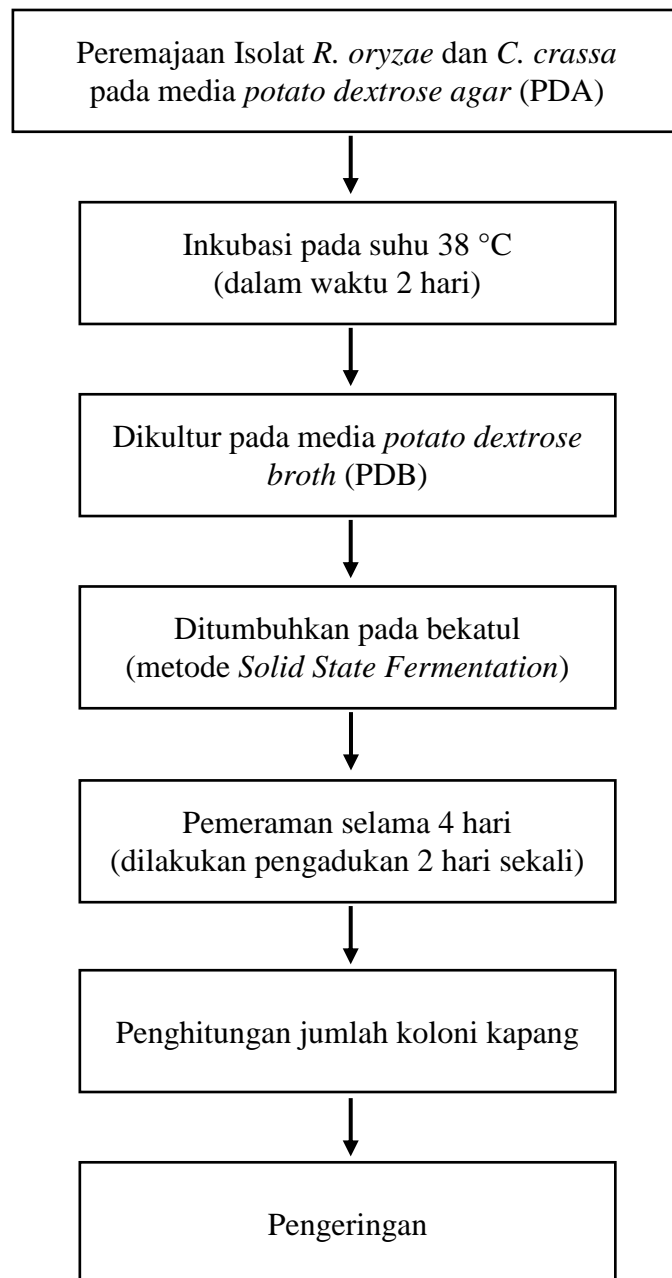 Peremajaan Isolat R. oryzae dan C. crassa
pada media potato dextrose agar (PDA)
Inkubasi pada suhu 38 °C
(dalam waktu 2 hari)
Dikultur pada media potato dextrose
broth (PDB)
Ditumbuhkan pada bekatul
(metode Solid State Fermentation)
Pemeraman selama 4 hari
(dilakukan pengadukan 2 hari sekali)
Penghitungan jumlah koloni kapang
Pengeringan